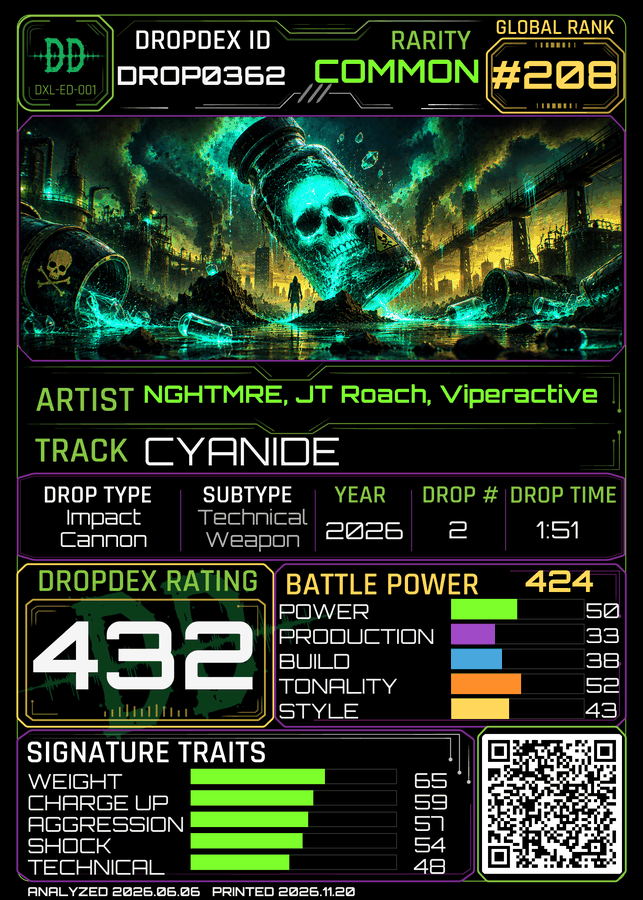 DD
DXL-ED-001
DROPDEX ID
DROP0362
RARITY
COMMON
GLOBAL RANK
#208
ARTIST NGHTMRE, JT Roach, Viperactive
TRACK CYANIDE
DROP TYPE
Impact
Cannon
SUBTYPE
Technical
Weapon
YEAR
2026
DROP #
2
DROP TIME
1:51
DROPDEX RATING
432
BATTLE POWER 424
POWER 50
PRODUCTION 33
BUILD 38
TONALITY 52
STYLE 43
SIGNATURE TRAITS
WEIGHT 65
CHARGE UP 59
AGGRESSION 57
SHOCK 54
TECHNICAL 48
ANALYZED 2026.06.06 PRINTED 2026.11.20